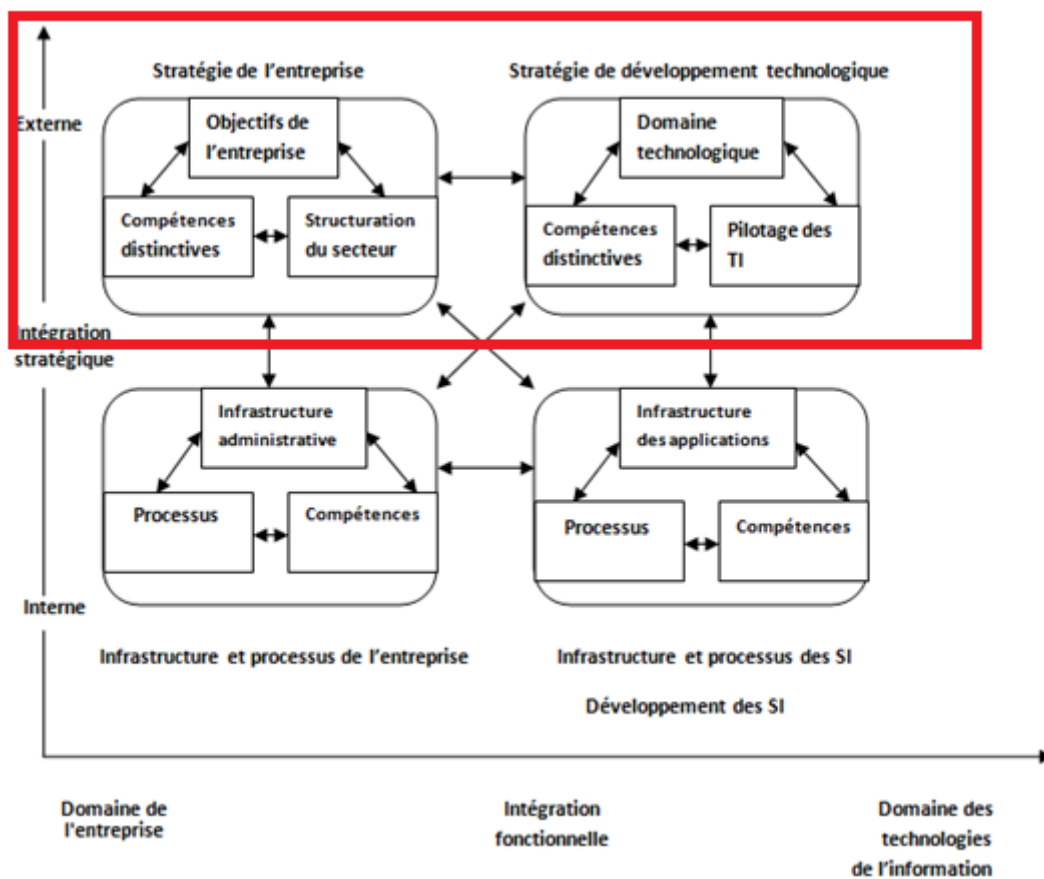 Stratégie de l'entreprise
Stratégie de développement technologique
Externe
Objectifs de
l'entreprise
Domaine
technologique
Compétences
distinctives
Structuration
du secteur
Compétences
distinctives
Pilotage des
TI
Intégration
stratégique
Infrastructure
administrative
Infrastructure
des applications
Processus
Compétences
Processus
Compétences
Interne
Infrastructure et processus de l'entreprise
Infrastructure et processus des SI
Développement des SI
Domaine de
l'entreprise
Intégration
fonctionnelle
Domaine des
technologies
de l'information